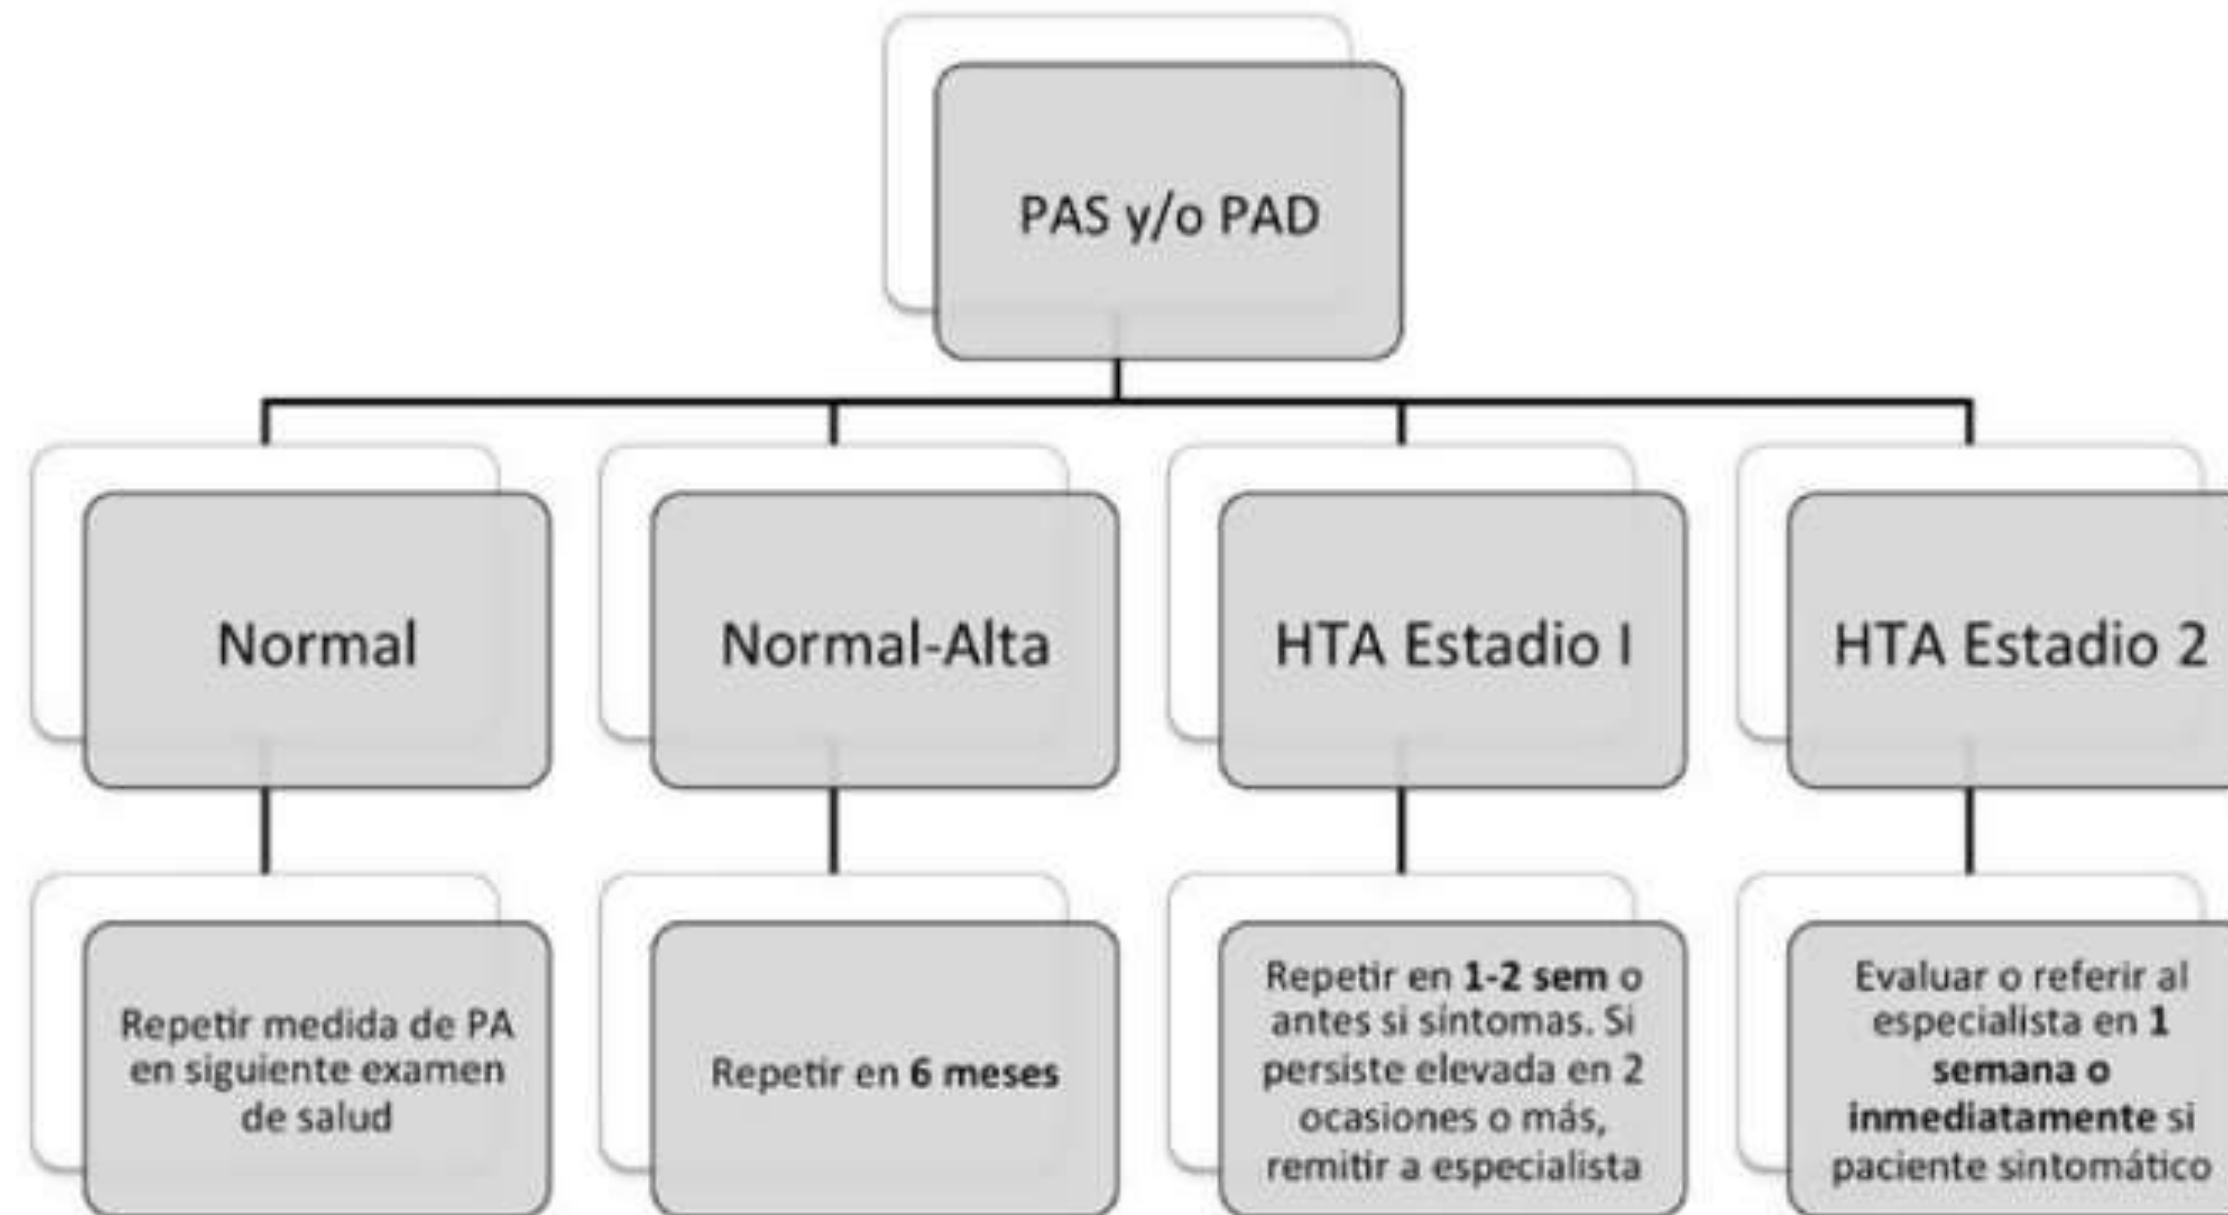 PAS y/o PAD
Normal
Normal-Alta
HTA Estadio I
HTA Estadio 2
Repetir medida de PA
en siguiente examen
de salud
Repetir en 6 meses
Repetir en 1-2 sem o
antes si síntomas. Si
persiste elevada en 2
ocasiones o más,
remitir a especialista
Evaluar o referir al
especialista en 1
semana o
inmediatamente si
paciente sintomático